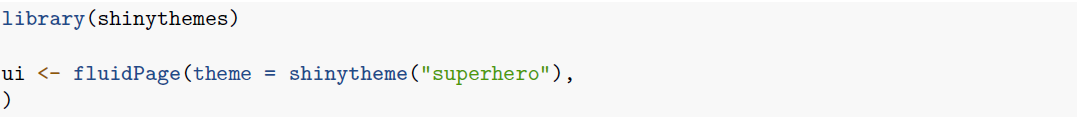 library(shinythemes)
ui <- fluidPage(theme = shinytheme("superhero"),
)